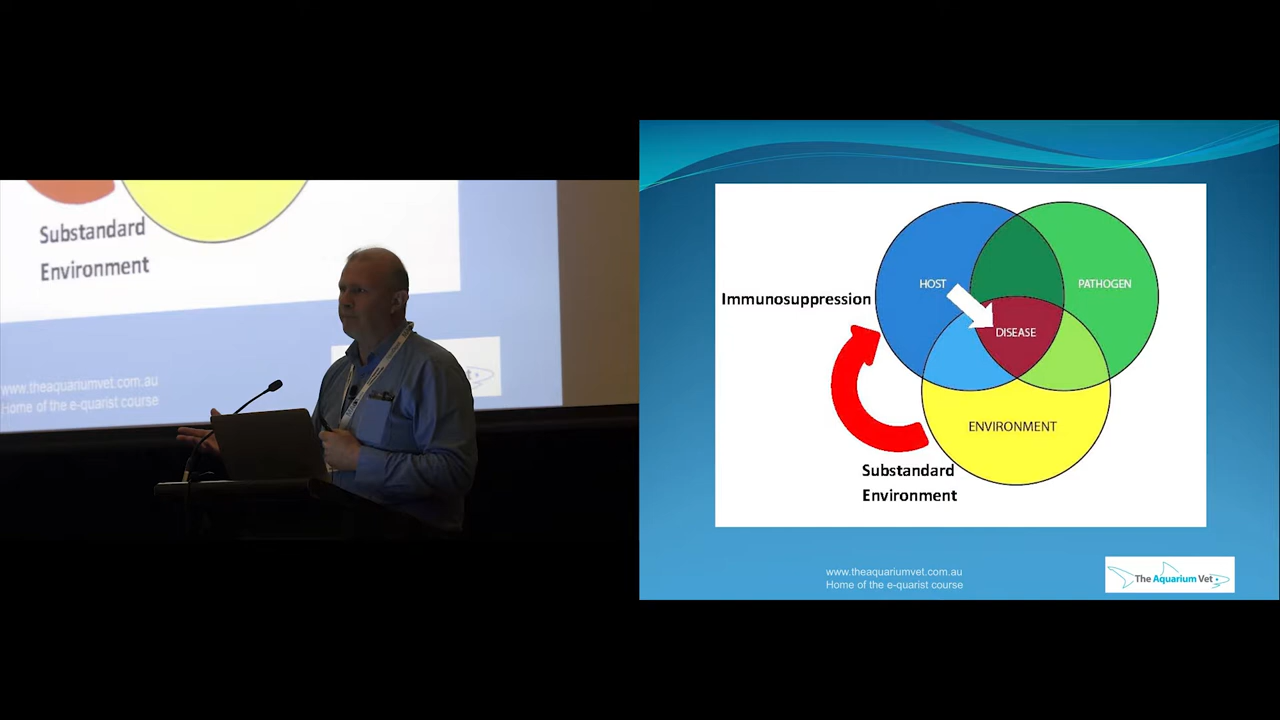 Substandard
Environment
www.theaquariumvet.com.au
Home of the e-quarist course
HOST
PATHOGEN
Immunosuppression
DISEASE
ENVIRONMENT
Substandard
Environment
www.theaquariumvet.com.au
Home of the e-quarist course
The Aquarium Vet